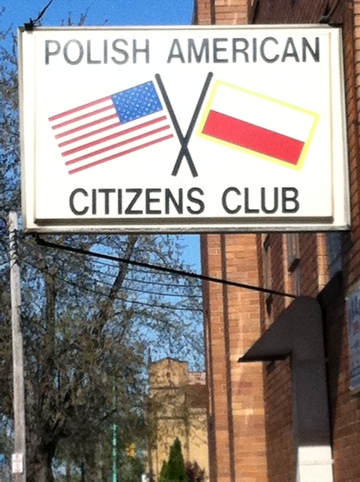 POLISH AMERICAN
CITIZENS CLUB